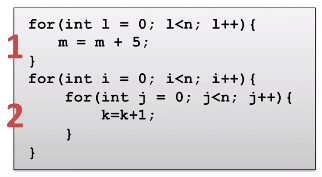 for(int l = 0; l<n; l++){
1 m = m + 5;
}
for(int i = 0; i<n; i++){
for(int j = 0; j<n; j++){
2 k=k+1;
}
}